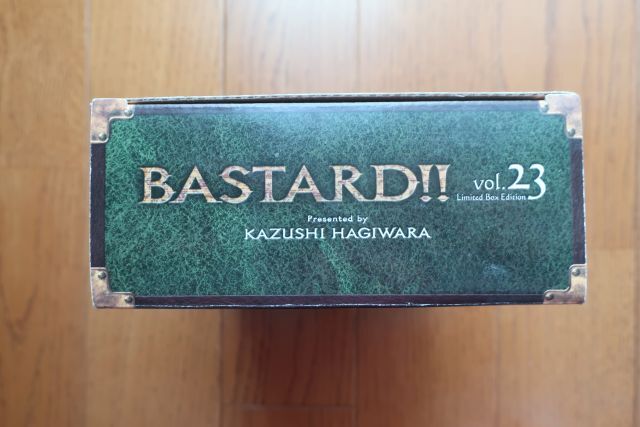 BASTARD!! vol.23
Limited Box Edition
Presented by
KAZUSHI HAGIWARA